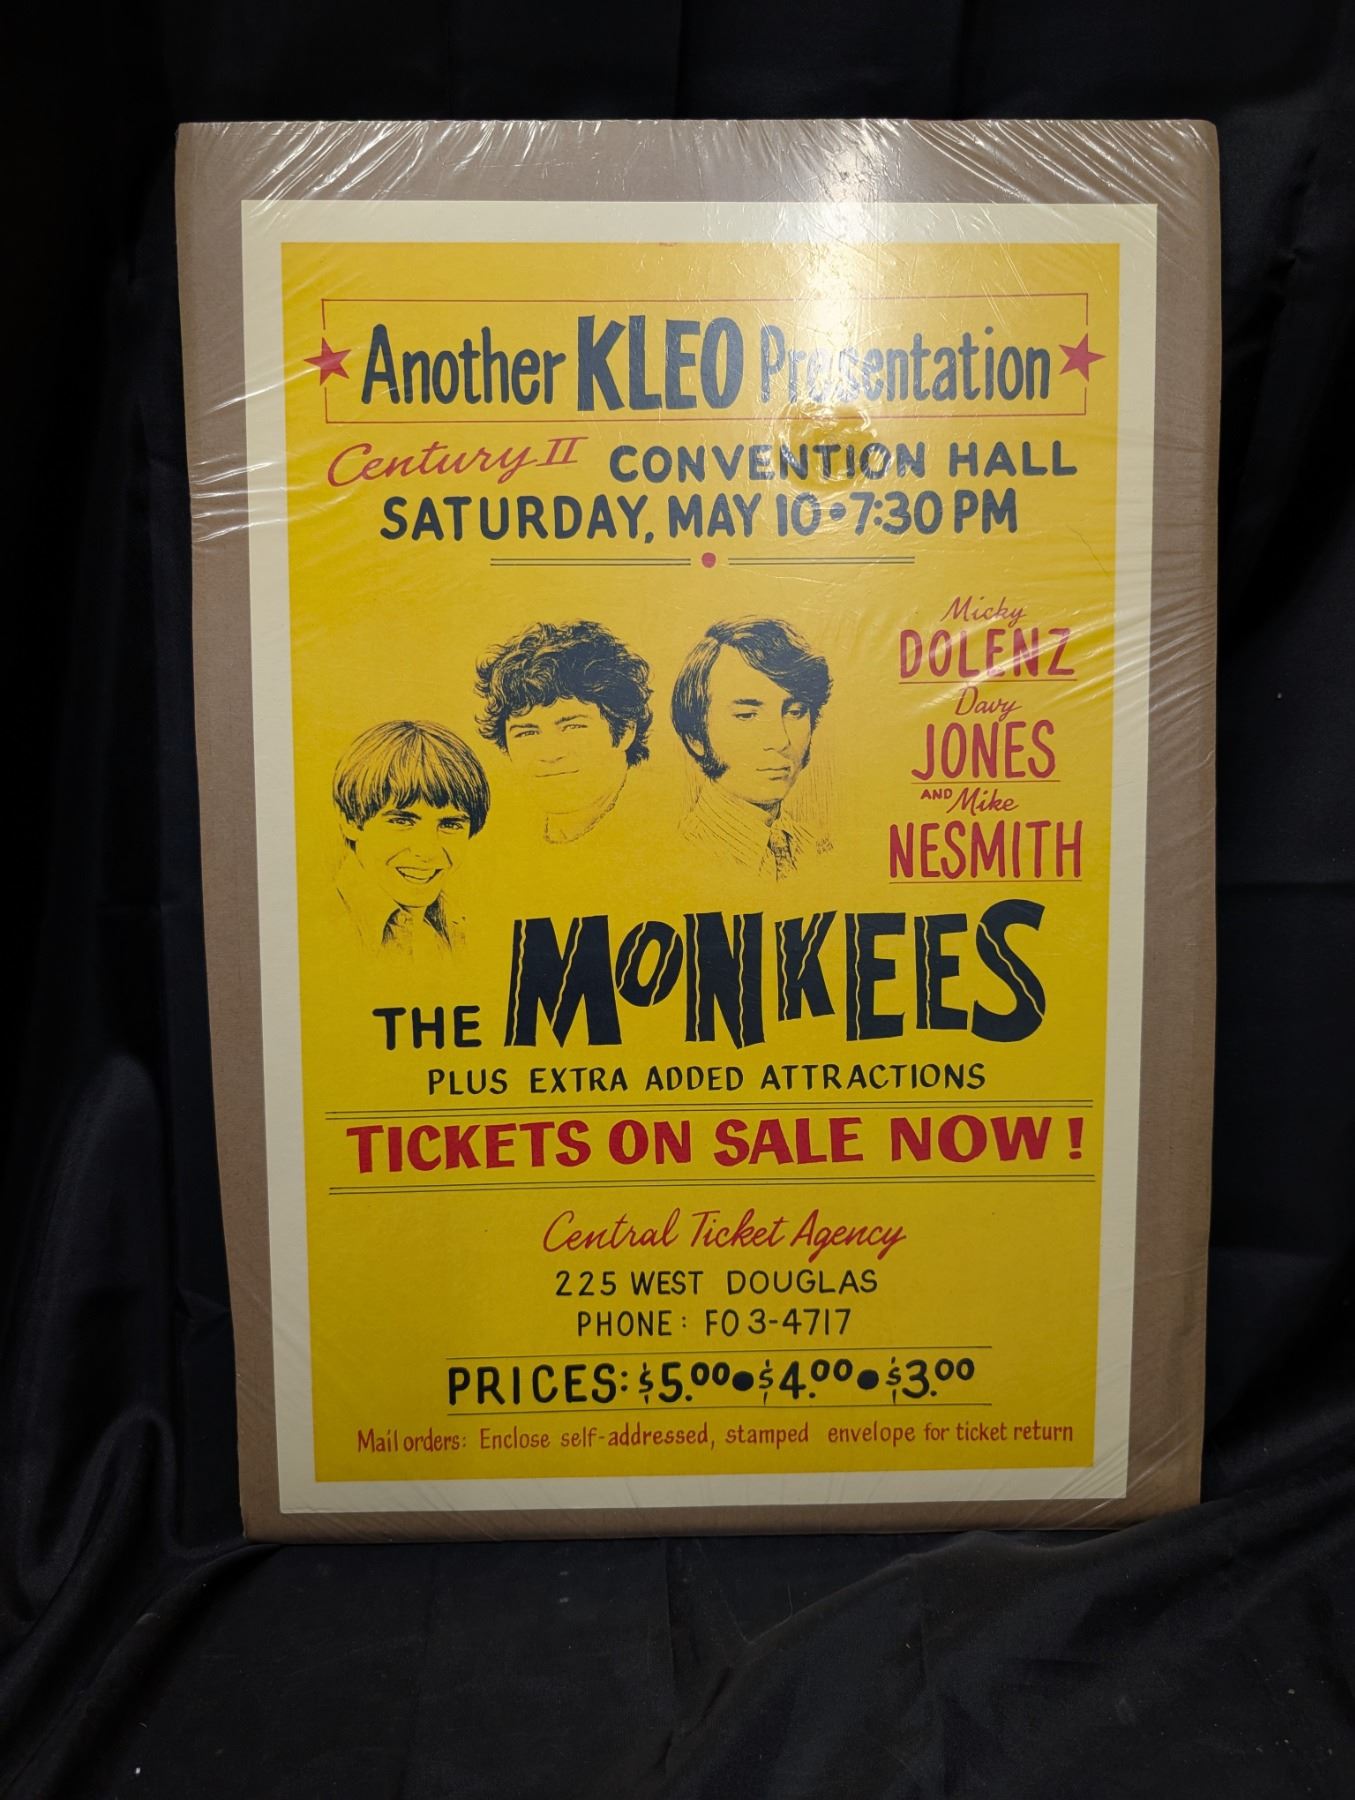 Another KLEO Presentation
Century II CONVENTION HALL
SATURDAY, MAY 10•7:30 PM
Micky
DOLENZ
Davy
JONES
AND Mike
NESMITH
THE MONKEES
PLUS EXTRA ADDED ATTRACTIONS
TICKETS ON SALE NOW!
Central Ticket Agency
225 WEST DOUGLAS
PHONE: FO 3-4717
PRICES: $5.00•$4.00•$3.00
Mail orders: Enclose self-addressed, stamped envelope for ticket return